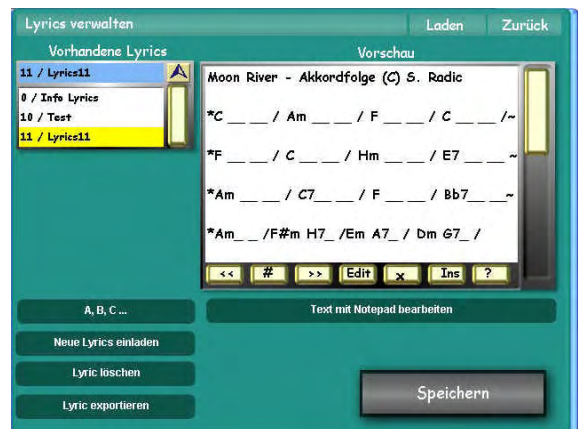 Lyrics verwalten
Laden
Zurück
Vorhandene Lyrics
11 / Lyrics11
0 / Info Lyrics
10 / Test
11 / Lyrics11
Vorschau
Moon River - Akkordfolge (C) S. Radic
*C __ __ / Am __ __ / F __ __ / C __ __ /~
*F __ __ / C __ __ / Hm __ __ / E7 __ __ ~
*Am __ __ / C7__ __ / F __ __ / Bb7__ __~
*Am_ _ /F#m H7_ /Em A7_ / Dm G7_ /
<< # >> Edit x Ins ?
A, B, C ...
Text mit Notepad bearbeiten
Neue Lyrics einladen
Lyric löschen
Lyric exportieren
Speichern